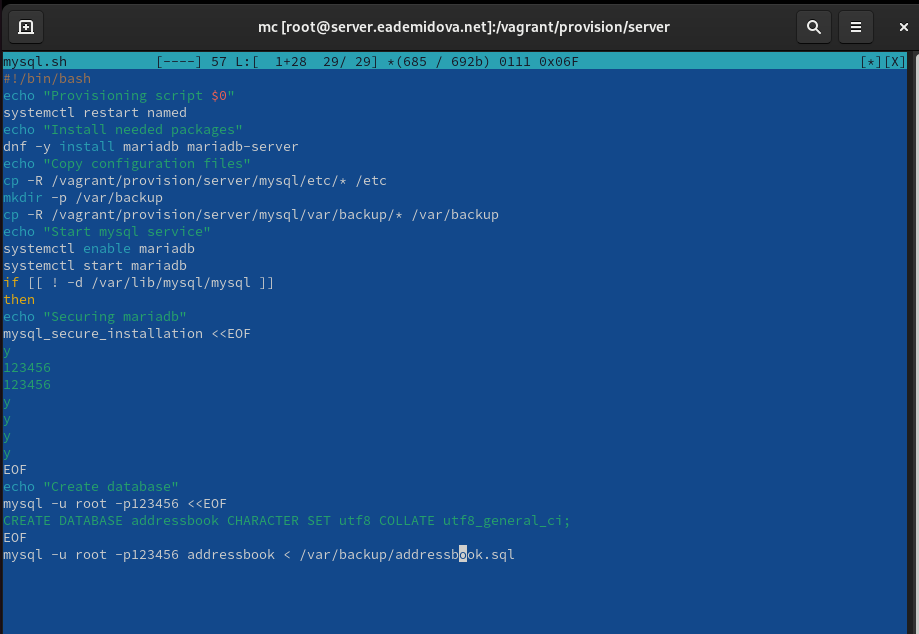 mc [root@server.eademidova.net]:/vagrant/provision/server
mysql.sh [----] 57 L:[ 1+28 29/ 29] *(685 / 692b) 0111 0x06F [*][X]
#!/bin/bash
echo "Provisioning script $0"
systemctl restart named
echo "Install needed packages"
dnf -y install mariadb mariadb-server
echo "Copy configuration files"
cp -R /vagrant/provision/server/mysql/etc/* /etc
mkdir -p /var/backup
cp -R /vagrant/provision/server/mysql/var/backup/* /var/backup
echo "Start mysql service"
systemctl enable mariadb
systemctl start mariadb
if [[ ! -d /var/lib/mysql/mysql ]]
then
echo "Securing mariadb"
mysql_secure_installation <<EOF
y
123456
123456
y
y
y
y
EOF
echo "Create database"
mysql -u root -p123456 <<EOF
CREATE DATABASE addressbook CHARACTER SET utf8 COLLATE utf8_general_ci;
EOF
mysql -u root -p123456 addressbook < /var/backup/addressbook.sql